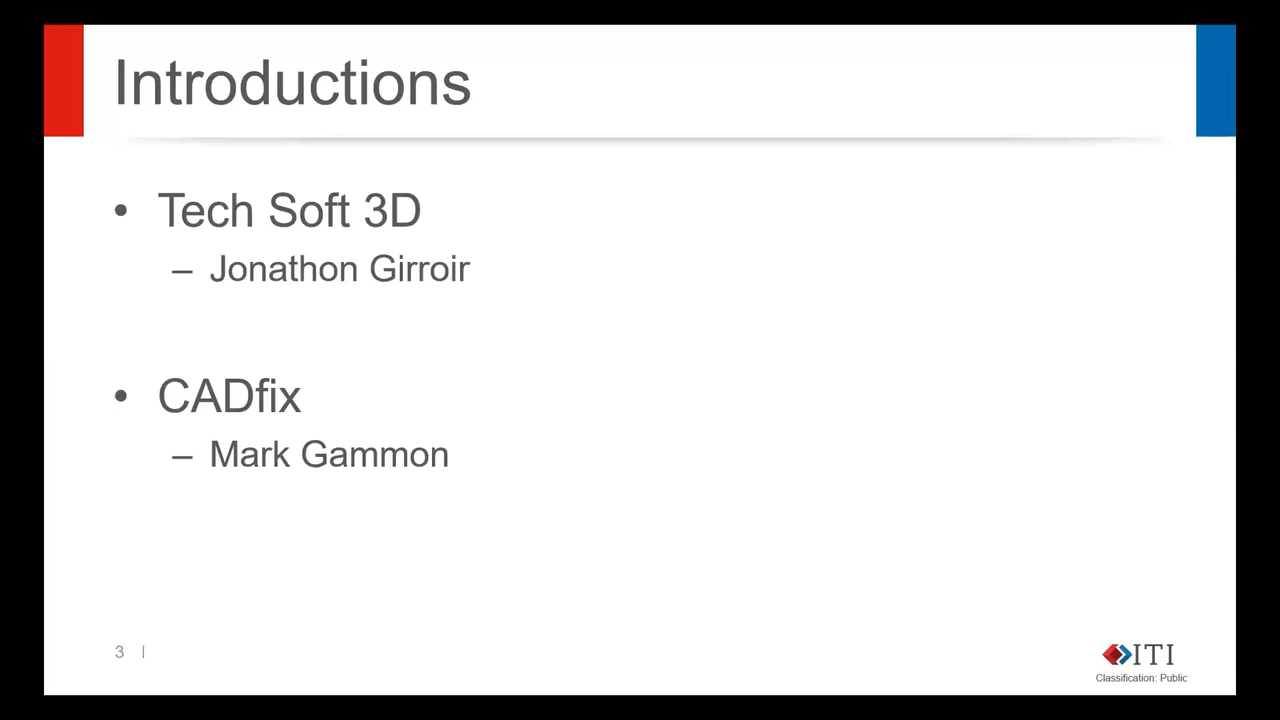 Introductions
• Tech Soft 3D
– Jonathon Girroir
• CADfix
– Mark Gammon
3 |
ITI
Classification: Public